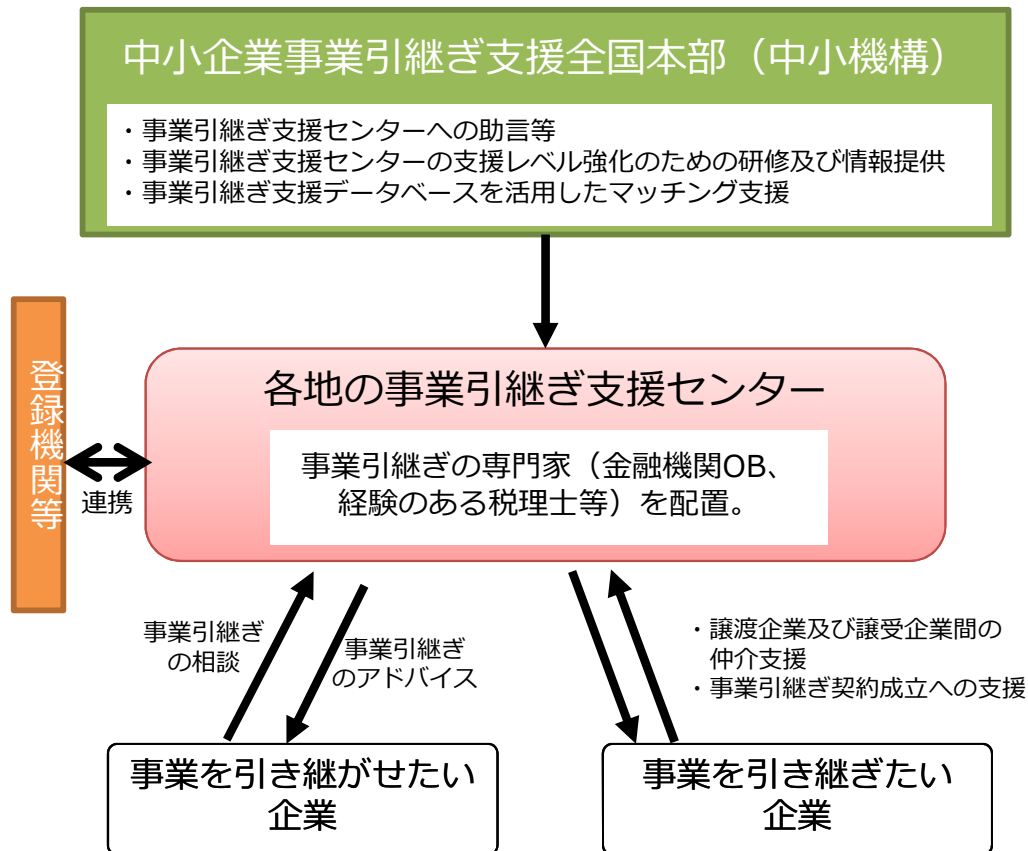 中小企業事業引継ぎ支援全国本部（中小機構）
・事業引継ぎ支援センターへの助言等
・事業引継ぎ支援センターの支援レベル強化のための研修及び情報提供
・事業引継ぎ支援データベースを活用したマッチング支援
登録機関等
連携
各地の事業引継ぎ支援センター
事業引継ぎの専門家（金融機関OB、
経験のある税理士等）を配置。
事業引継ぎ
の相談
事業引継ぎ
のアドバイス
・譲渡企業及び譲受企業間の
仲介支援
・事業引継ぎ契約成立への支援
事業を引き継がせたい
企業
事業を引き継ぎたい
企業